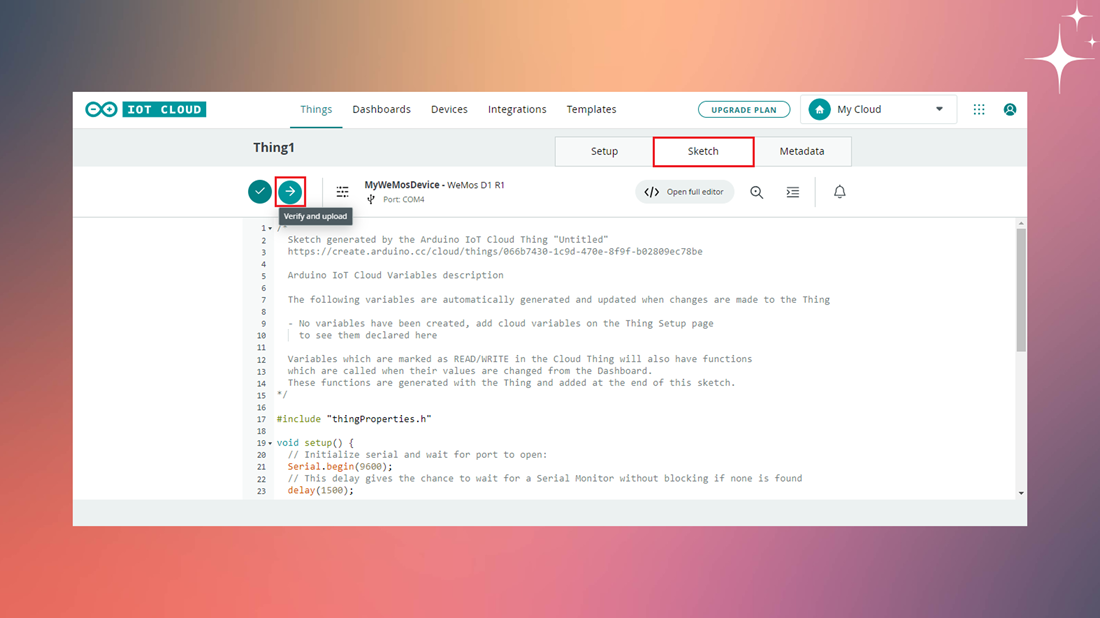 IOT CLOUD
Things Dashboards Devices Integrations Templates
UPGRADE PLAN
My Cloud
Thing1
Setup Sketch Metadata
MyWeMosDevice - WeMos D1 R1
Port: COM4
</> Open full editor
Verify and upload
1 /*
2 Sketch generated by the Arduino IoT Cloud Thing "Untitled"
3 https://create.arduino.cc/cloud/things/066b7430-1c9d-470e-8f9f-b02809ec78be
4
5 Arduino IoT Cloud Variables description
6
7 The following variables are automatically generated and updated when changes are made to the Thing
8
9 - No variables have been created, add cloud variables on the Thing Setup page
10 to see them declared here
11
12 Variables which are marked as READ/WRITE in the Cloud Thing will also have functions
13 which are called when their values are changed from the Dashboard.
14 These functions are generated with the Thing and added at the end of this sketch.
15 */
16
17 #include "thingProperties.h"
18
19 void setup() {
20 // Initialize serial and wait for port to open:
21 Serial.begin(9600);
22 // This delay gives the chance to wait for a Serial Monitor without blocking if none is found
23 delay(1500);